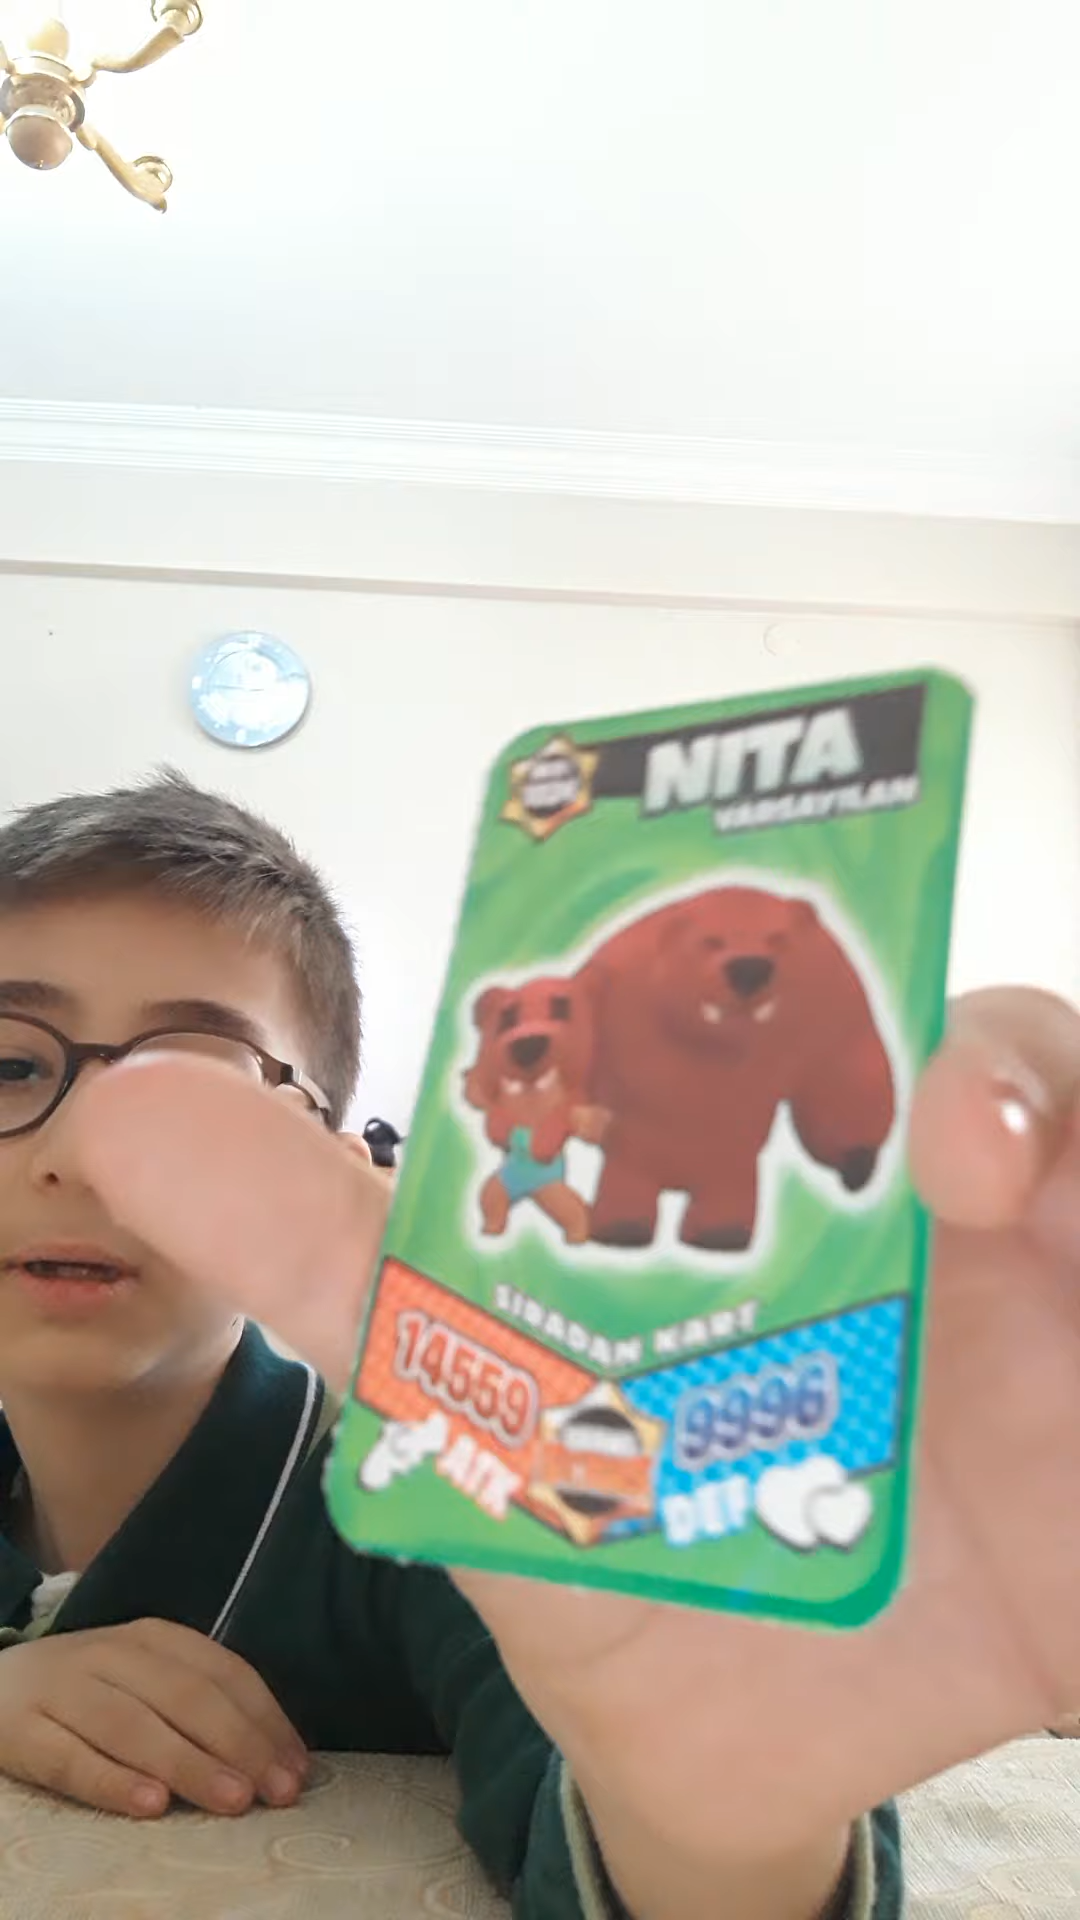 NITA
VARSAYILAN
SIRADAN KART
14559
ATK
9996
DEF